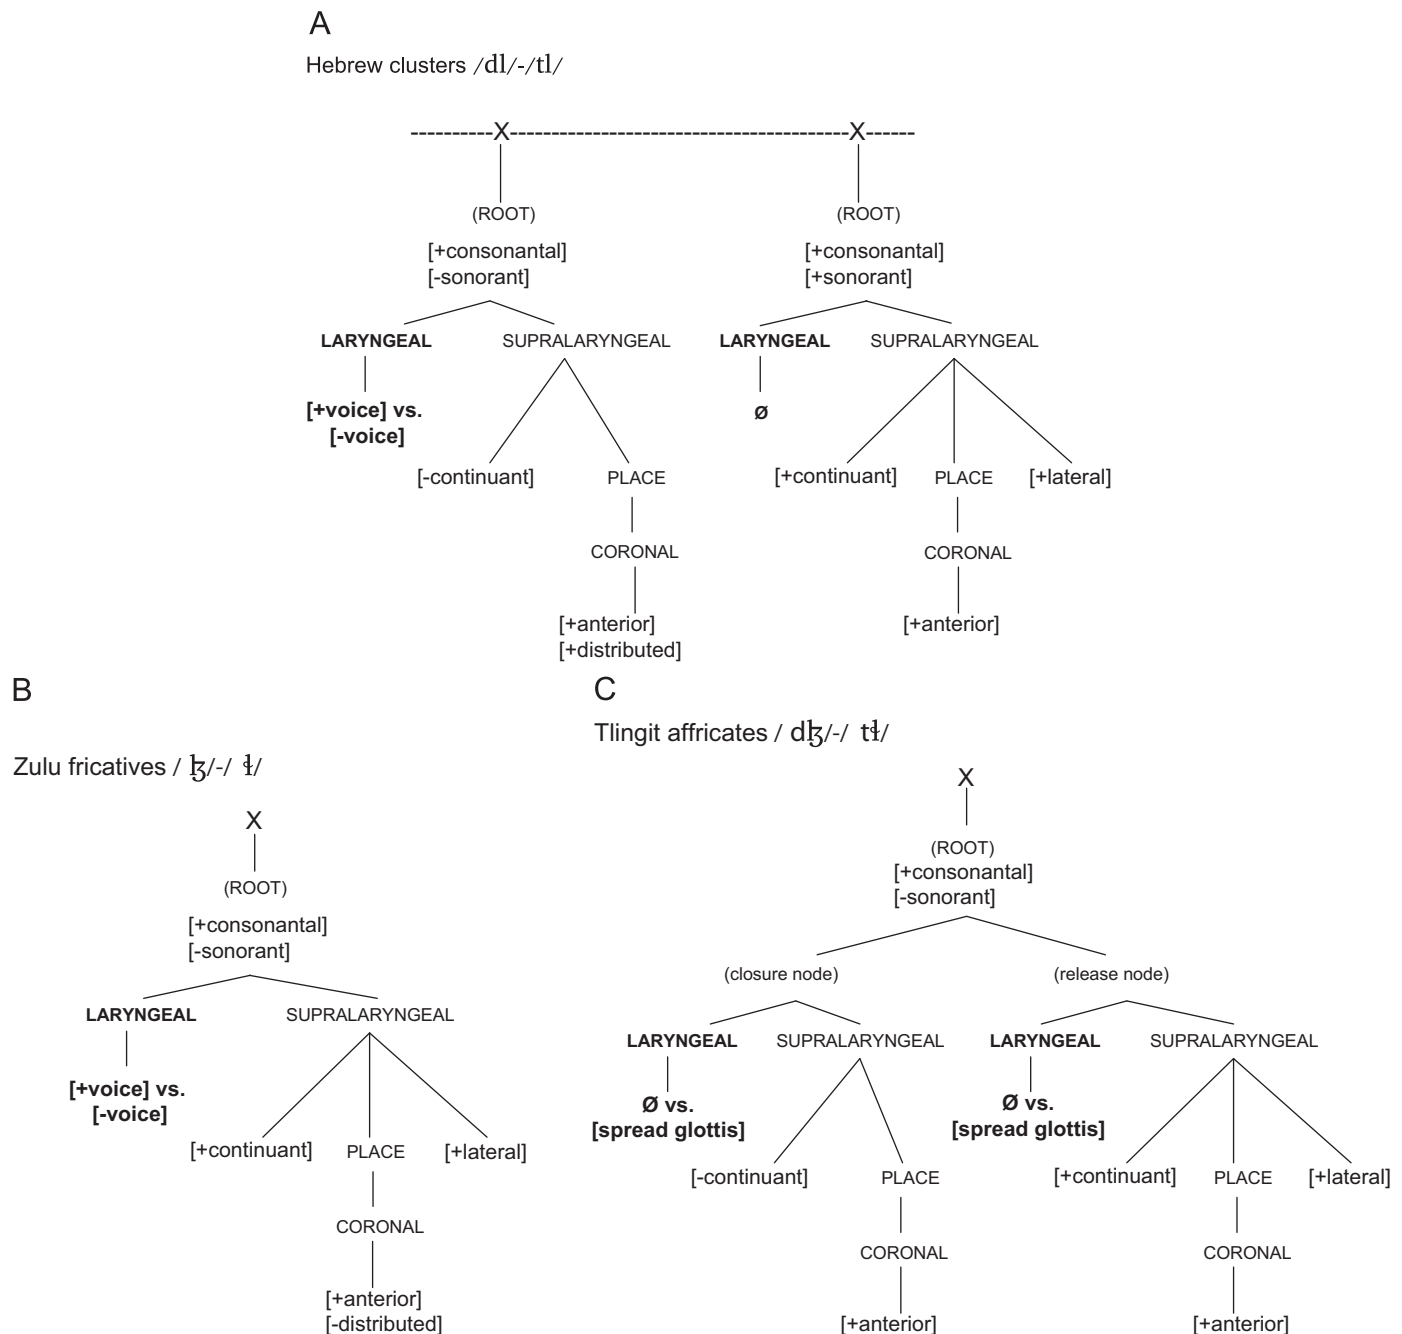 A
Hebrew clusters /dl/-/tl/
----------X-----------------------------------------X------
(ROOT) (ROOT)
[+consonantal] [+consonantal]
[-sonorant] [+sonorant]
LARYNGEAL SUPRALARYNGEAL LARYNGEAL SUPRALARYNGEAL
[+voice] vs. ø
[-voice]
[-continuant] PLACE [+continuant] PLACE [+lateral]
CORONAL CORONAL
[+anterior] [+anterior]
[+distributed]
B
Zulu fricatives / ɮ/-/ ɬ/
X
(ROOT)
[+consonantal]
[-sonorant]
LARYNGEAL SUPRALARYNGEAL
[+voice] vs.
[-voice]
[+continuant] PLACE [+lateral]
CORONAL
[+anterior]
[-distributed]
C
Tlingit affricates / dɮ/-/ tɬ/
X
(ROOT)
[+consonantal]
[-sonorant]
(closure node) (release node)
LARYNGEAL SUPRALARYNGEAL LARYNGEAL SUPRALARYNGEAL
Ø vs. Ø vs.
[spread glottis] [spread glottis]
[-continuant] PLACE [+continuant] PLACE [+lateral]
CORONAL CORONAL
[+anterior] [+anterior]